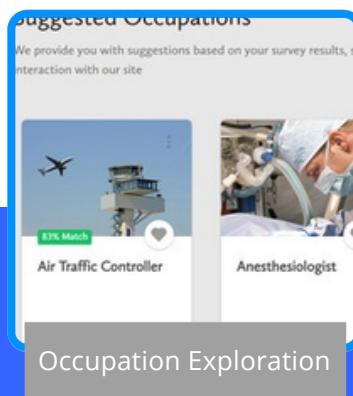 Suggested Occupations
We provide you with suggestions based on your survey results,
interaction with our site
83% Match
Air Traffic Controller
Anesthesiologist
Occupation Exploration